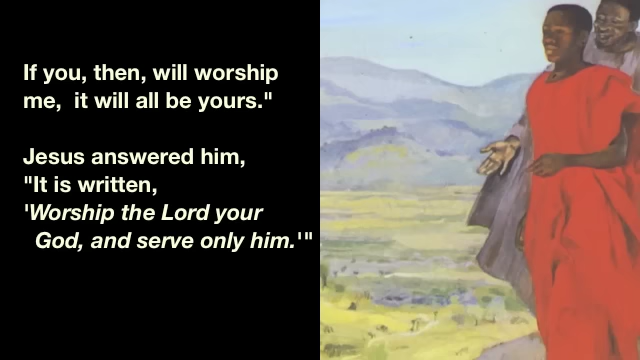 If you, then, will worship
me, it will all be yours."
Jesus answered him,
"It is written,
'Worship the Lord your
God, and serve only him.'"